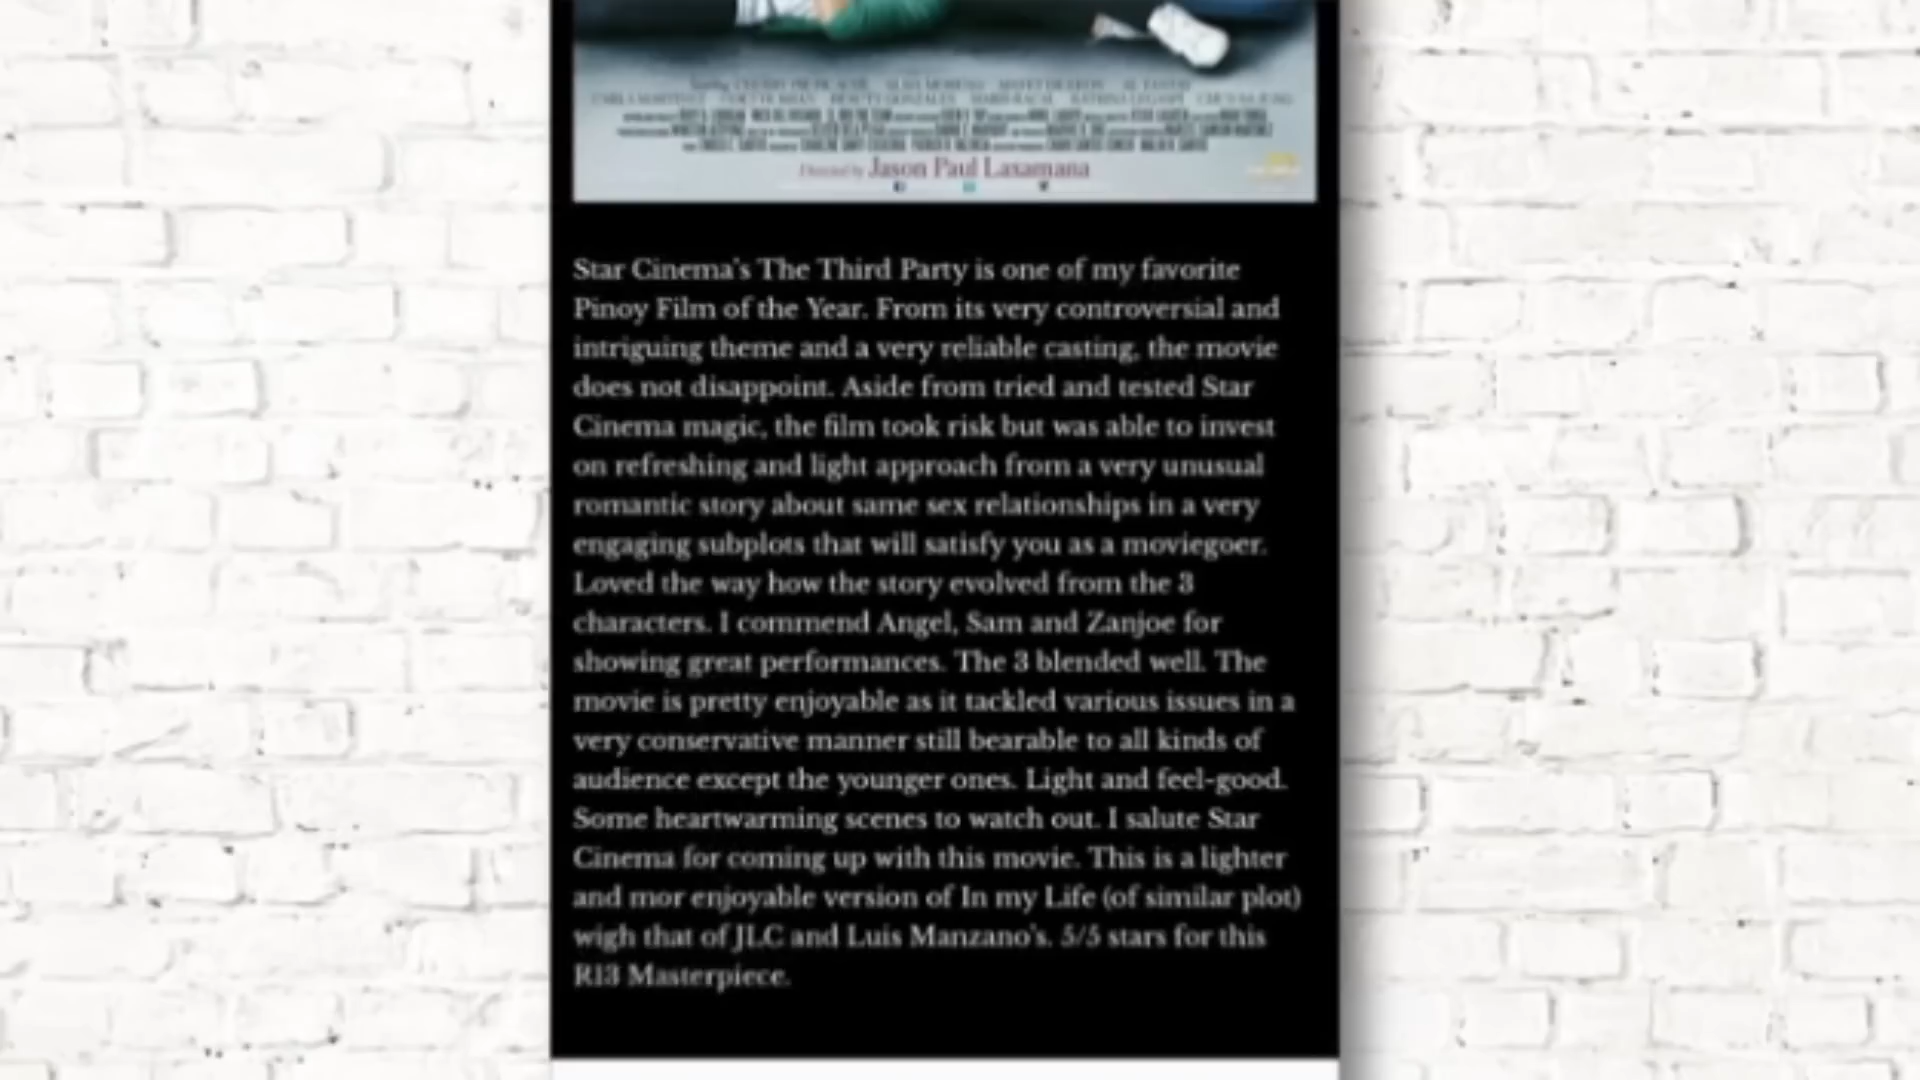 Directed by Jason Paul Laxamana
Star Cinema's The Third Party is one of my favorite
Pinoy Film of the Year. From its very controversial and
intriguing theme and a very reliable casting, the movie
does not disappoint. Aside from tried and tested Star
Cinema magic, the film took risk but was able to invest
on refreshing and light approach from a very unusual
romantic story about same sex relationships in a very
engaging subplots that will satisfy you as a moviegoer.
Loved the way how the story evolved from the 3
characters. I commend Angel, Sam and Zanjoe for
showing great performances. The 3 blended well. The
movie is pretty enjoyable as it tackled various issues in a
very conservative manner still bearable to all kinds of
audience except the younger ones. Light and feel-good.
Some heartwarming scenes to watch out. I salute Star
Cinema for coming up with this movie. This is a lighter
and mor enjoyable version of In my Life (of similar plot)
wigh that of JLC and Luis Manzano's. 5/5 stars for this
R13 Masterpiece.